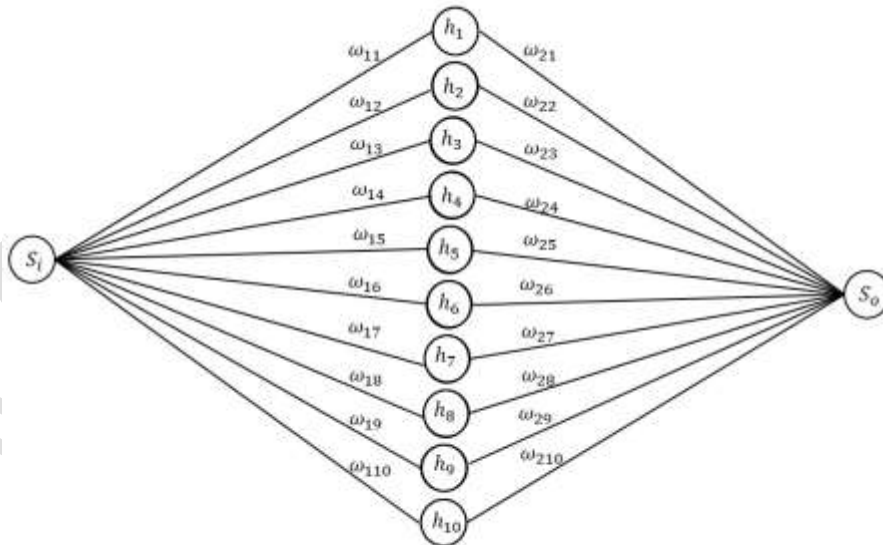 h₁
ω₁₁ ω₂₁
h₂
ω₁₂ ω₂₂
h₃
ω₁₃ ω₂₃
h₄
ω₁₄ ω₂₄
h₅
ω₁₅ ω₂₅
Sᵢ
ω₁₆ ω₂₆
Sₒ
h₆
ω₁₇ ω₂₇
h₇
ω₁₈ ω₂₈
h₈
ω₁₉ ω₂₉
h₉
ω₁₁₀ ω₂₁₀
h₁₀